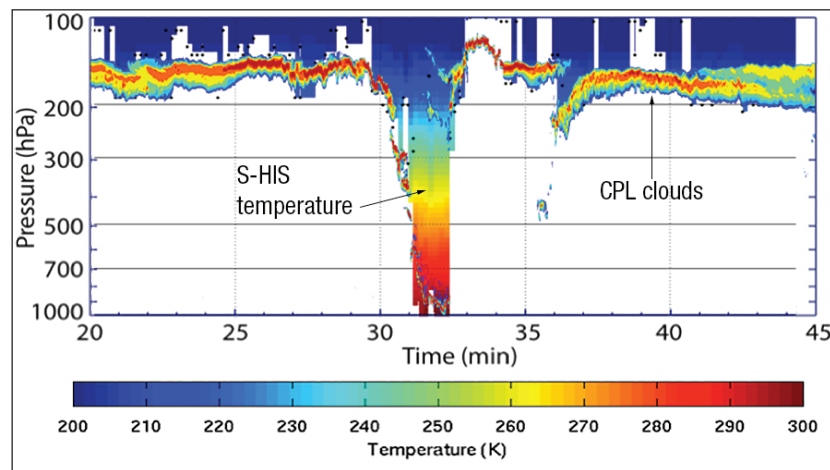 100
200
300
500
700
1000
Pressure (hPa)
S-HIS
temperature
CPL clouds
20 25 30 35 40 45
Time (min)
200 210 220 230 240 250 260 270 280 290 300
Temperature (K)